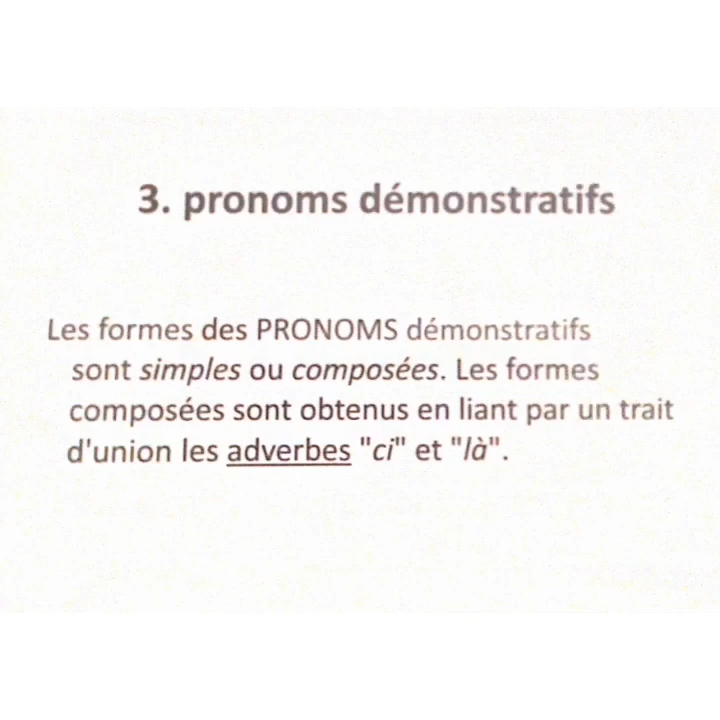 3. pronoms démonstratifs
Les formes des PRONOMS démonstratifs
sont simples ou composées. Les formes
composées sont obtenus en liant par un trait
d'union les adverbes "ci" et "là".